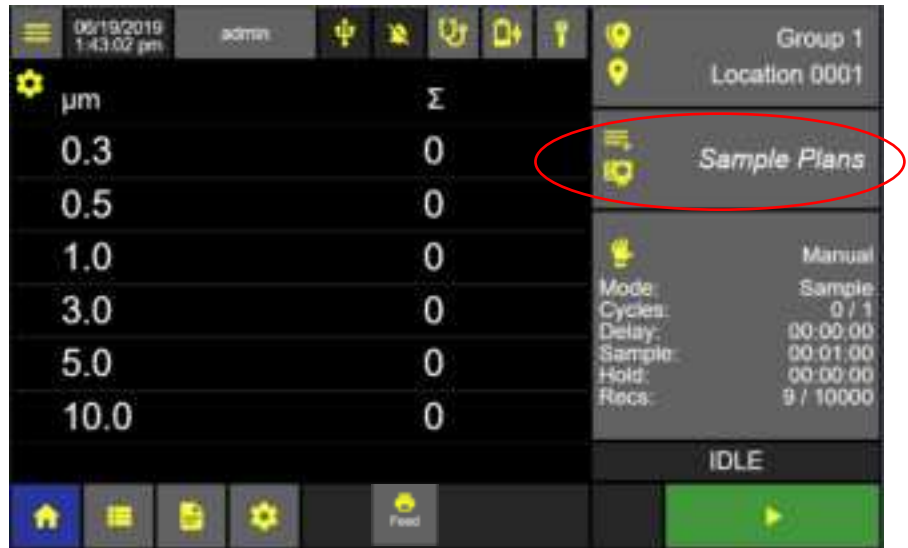 06/19/2019
1:43:02 pm
admin
Group 1
Location 0001
µm Σ
0.3 0
0.5 0
1.0 0
3.0 0
5.0 0
10.0 0
Sample Plans
Manual
Mode: Sample
Cycles: 0 / 1
Delay: 00:00:00
Sample: 00:01:00
Hold: 00:00:00
Recs: 9 / 10000
IDLE
Feed